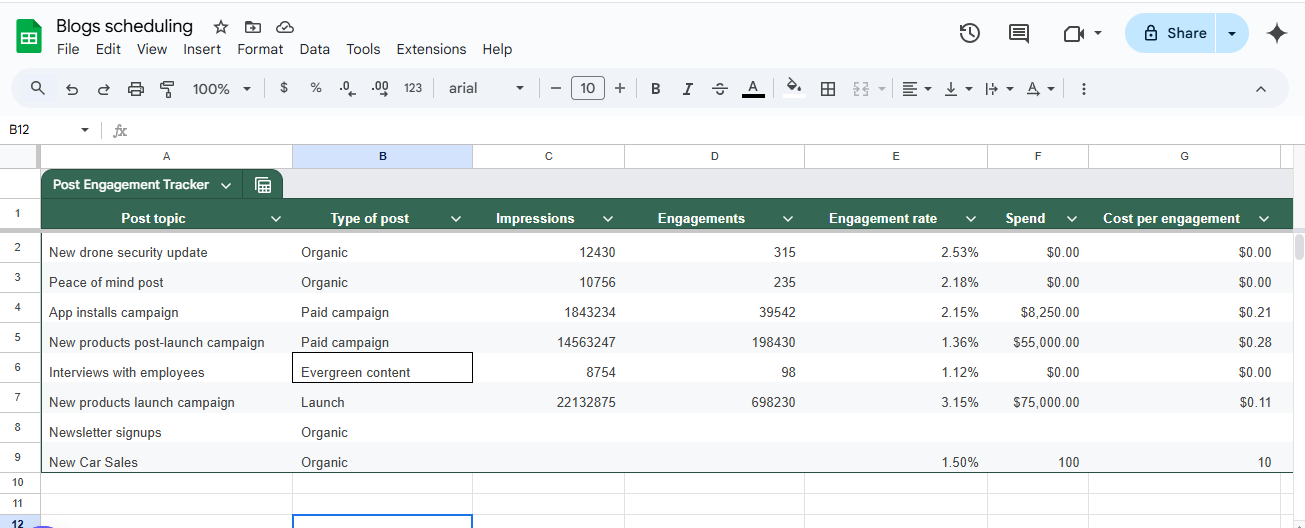 Blogs scheduling
File Edit View Insert Format Data Tools Extensions Help
Share
100% $ % .0 .00 123 arial 10 B I S A A
B12 fx
A B C D E F G
Post Engagement Tracker
1 Post topic Type of post Impressions Engagements Engagement rate Spend Cost per engagement
2 New drone security update Organic 12430 315 2.53% $0.00 $0.00
3 Peace of mind post Organic 10756 235 2.18% $0.00 $0.00
4 App installs campaign Paid campaign 1843234 39542 2.15% $8,250.00 $0.21
5 New products post-launch campaign Paid campaign 14563247 198430 1.36% $55,000.00 $0.28
6 Interviews with employees Evergreen content 8754 98 1.12% $0.00 $0.00
7 New products launch campaign Launch 22132875 698230 3.15% $75,000.00 $0.11
8 Newsletter signups Organic
9 New Car Sales Organic 1.50% 100 10
10
11
12